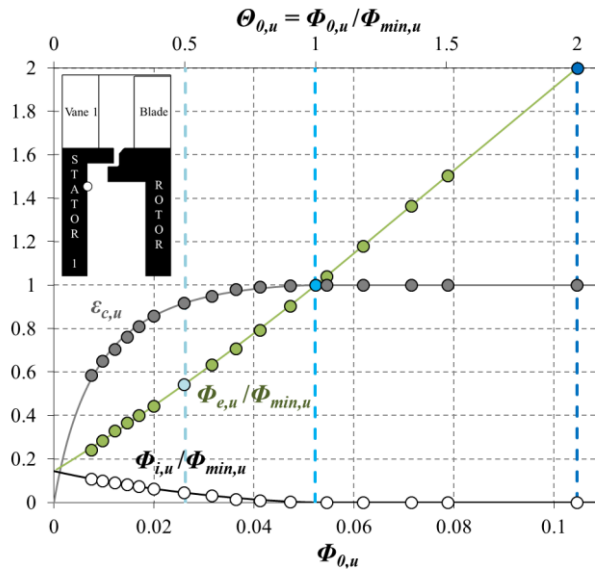 Θ0,u = Φ0,u/Φmin,u
0 0.5 1 1.5 2
2
1.6
1.4
1.2
1
0.8
0.6
0.4
0.2
0
Vane 1 Blade
STATOR 1
ROTOR
εc,u
Φe,u/Φmin,u
Φi,u/Φmin,u
0 0.02 0.04 0.06 0.08 0.1
Φ0,u